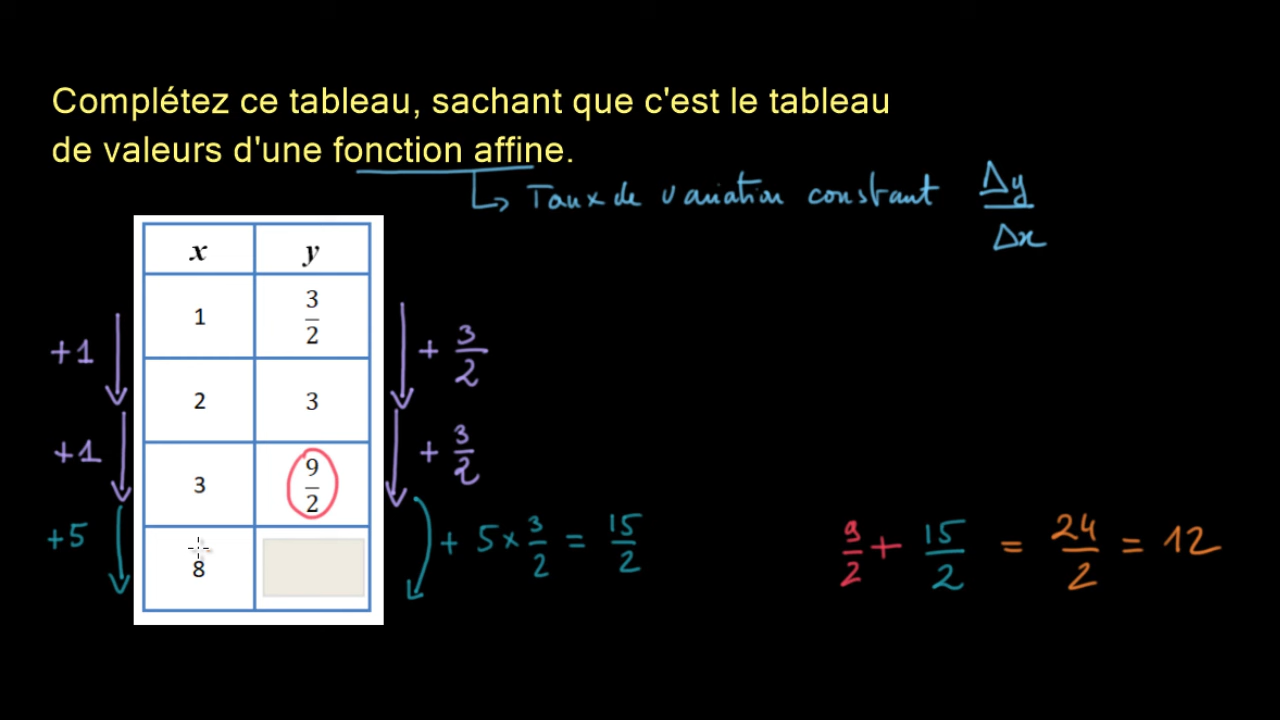 Complétez ce tableau, sachant que c'est le tableau
de valeurs d'une fonction affine.
↳ Taux de variation constant Δy/Δx
x y
1 3/2
+1 + 3/2
2 3
+1 + 3/2
3 9/2
+5 + 5 × 3/2 = 15/2
9/2 + 15/2 = 24/2 = 12
8